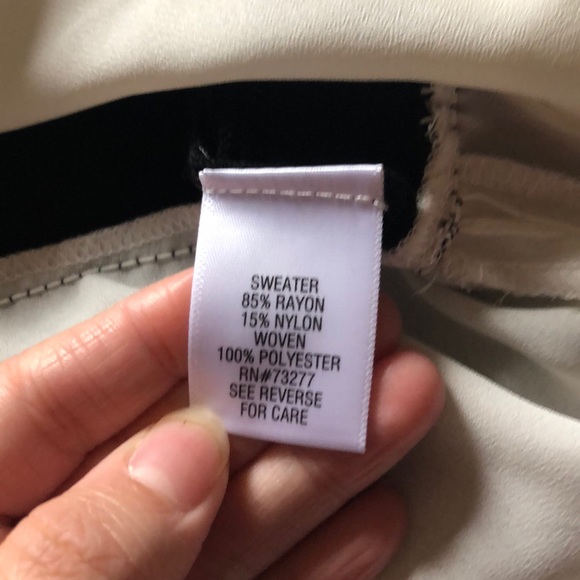 SWEATER
85% RAYON
15% NYLON
WOVEN
100% POLYESTER
RN#73277
SEE REVERSE
FOR CARE